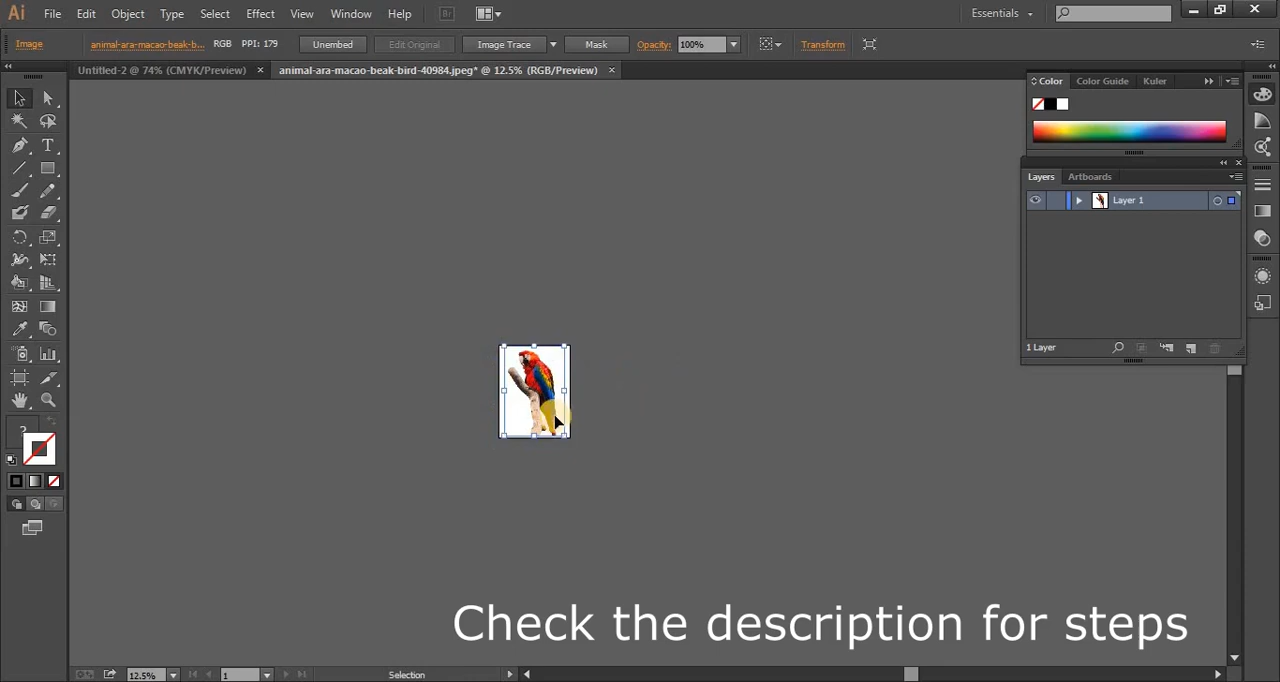 Ai File Edit Object Type Select Effect View Window Help Br Essentials
Image animal-ara-macao-beak-b... RGB PPI: 179 Unembed Edit Original Image Trace Mask Opacity: 100% Transform
Untitled-2 @ 74% (CMYK/Preview) animal-ara-macao-beak-bird-40984.jpeg* @ 12.5% (RGB/Preview)
Color Color Guide Kuler
Layers Artboards
Layer 1
1 Layer
?
Check the description for steps
12.5% 1 Selection